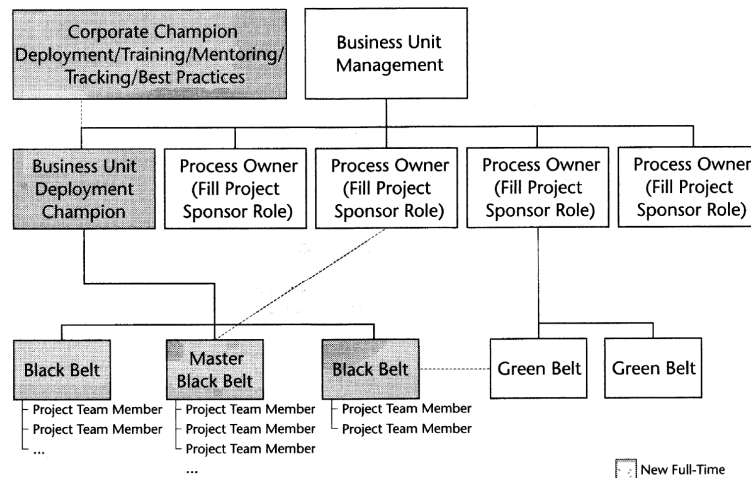 Corporate Champion
Deployment/Training/Mentoring/
Tracking/Best Practices
Business Unit
Management
Business Unit
Deployment
Champion
Process Owner
(Fill Project
Sponsor Role)
Process Owner
(Fill Project
Sponsor Role)
Process Owner
(Fill Project
Sponsor Role)
Process Owner
(Fill Project
Sponsor Role)
Black Belt
Master
Black Belt
Black Belt
Green Belt
Green Belt
Project Team Member
Project Team Member
...
Project Team Member
Project Team Member
Project Team Member
...
Project Team Member
Project Team Member
New Full-Time